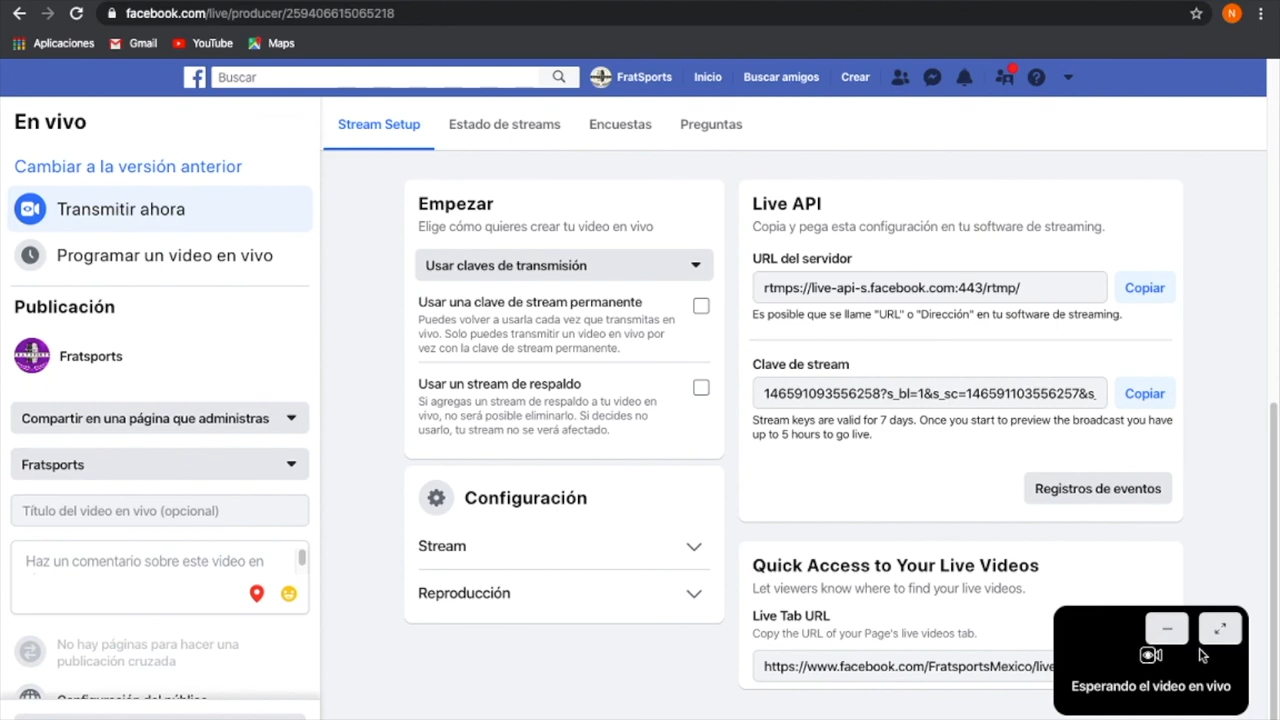 facebook.com/live/producer/259406615065218
N
Aplicaciones
Gmail
YouTube
Maps
Buscar
FratSports
Inicio
Buscar amigos
Crear
En vivo
Cambiar a la versión anterior
Transmitir ahora
Programar un video en vivo
Publicación
Fratsports
Compartir en una página que administras
Fratsports
Título del video en vivo (opcional)
Haz un comentario sobre este video en
No hay páginas para hacer una
publicación cruzada
Configuración del público
Stream Setup
Estado de streams
Encuestas
Preguntas
Empezar
Elige cómo quieres crear tu video en vivo
Usar claves de transmisión
Usar una clave de stream permanente
Puedes volver a usarla cada vez que transmitas en
vivo. Solo puedes transmitir un video en vivo por
vez con la clave de stream permanente.
Usar un stream de respaldo
Si agregas un stream de respaldo a tu video en
vivo, no será posible eliminarlo. Si decides no
usarlo, tu stream no se verá afectado.
Configuración
Stream
Reproducción
Live API
Copia y pega esta configuración en tu software de streaming.
URL del servidor
rtmps://live-api-s.facebook.com:443/rtmp/
Copiar
Es posible que se llame "URL" o "Dirección" en tu software de streaming.
Clave de stream
146591093556258?s_bl=1&s_sc=146591103556257&s_
Copiar
Stream keys are valid for 7 days. Once you start to preview the broadcast you have
up to 5 hours to go live.
Registros de eventos
Quick Access to Your Live Videos
Let viewers know where to find your live videos.
Live Tab URL
Copy the URL of your Page's live videos tab.
https://www.facebook.com/FratsportsMexico/live
Esperando el video en vivo